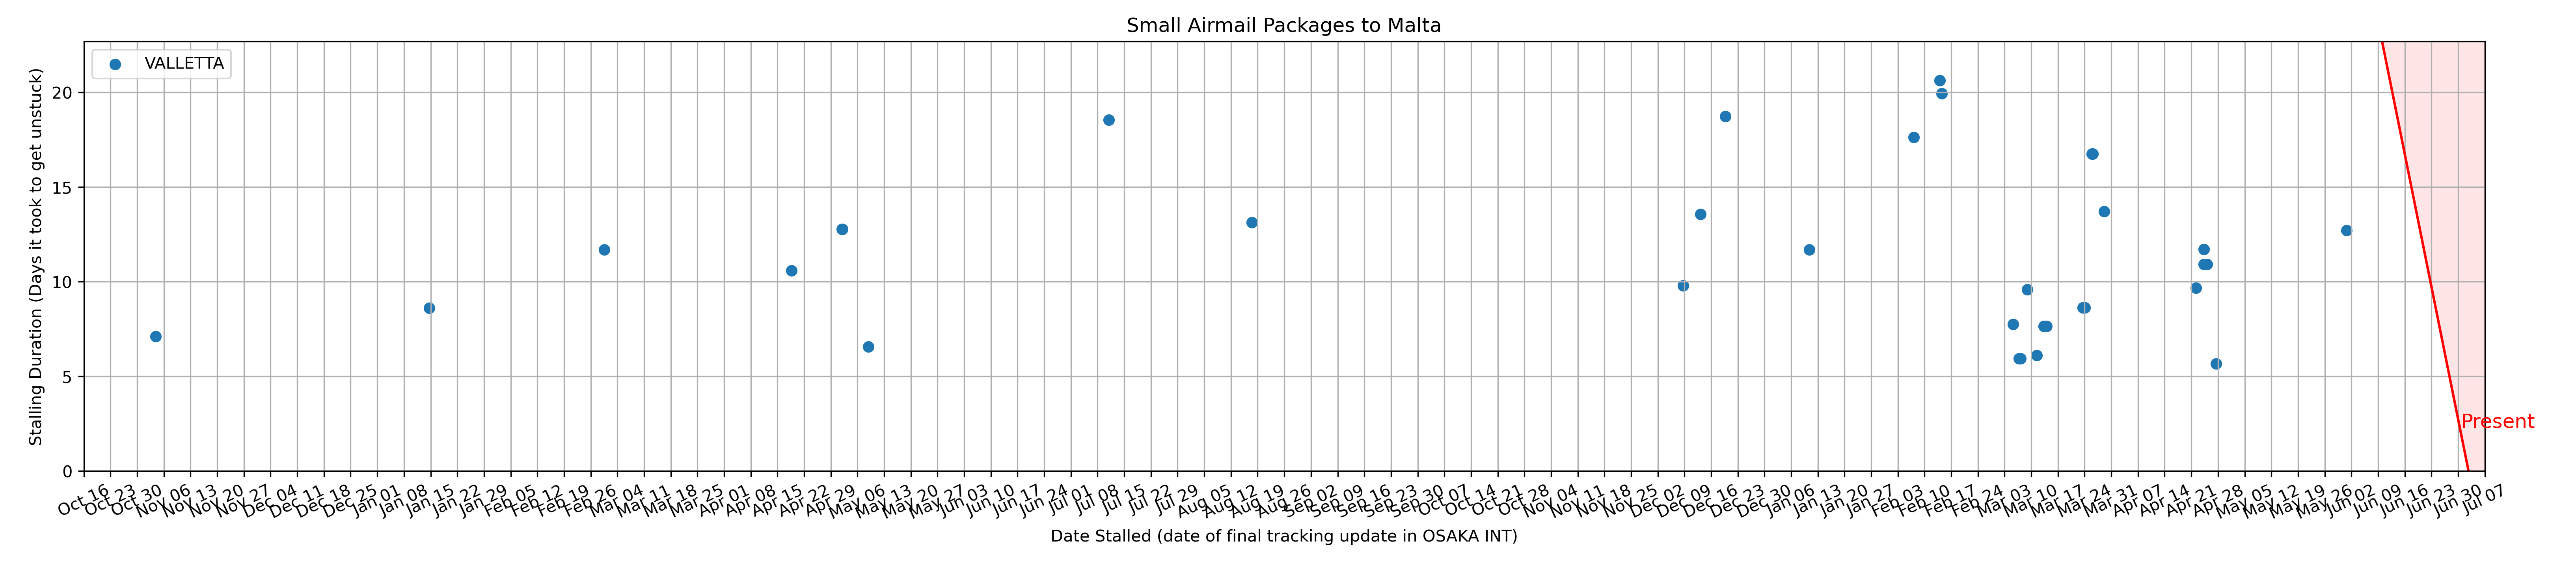 Small Airmail Packages to Malta
VALLETTA
Stalling Duration (Days it took to get unstuck)
20
15
10
5
0
Present
Oct 16 Oct 23 Oct 30 Nov 06 Nov 13 Nov 20 Nov 27 Dec 04 Dec 11 Dec 18 Dec 25 Jan 01 Jan 08 Jan 15 Jan 22 Jan 29 Feb 05 Feb 12 Feb 19 Feb 26 Mar 04 Mar 11 Mar 18 Mar 25 Apr 01 Apr 08 Apr 15 Apr 22 Apr 29 May 06 May 13 May 20 May 27 Jun 03 Jun 10 Jun 17 Jun 24 Jul 01 Jul 08 Jul 15 Jul 22 Jul 29 Aug 05 Aug 12 Aug 19 Aug 26 Sep 02 Sep 09 Sep 16 Sep 23 Sep 30 Oct 07 Oct 14 Oct 21 Oct 28 Nov 04 Nov 11 Nov 18 Nov 25 Dec 02 Dec 09 Dec 16 Dec 23 Dec 30 Jan 06 Jan 13 Jan 20 Jan 27 Feb 03 Feb 10 Feb 17 Feb 24 Mar 03 Mar 10 Mar 17 Mar 24 Mar 31 Apr 07 Apr 14 Apr 21 Apr 28 May 05 May 12 May 19 May 26 Jun 02 Jun 09 Jun 16 Jun 23 Jun 30 Jul 07
Date Stalled (date of final tracking update in OSAKA INT)